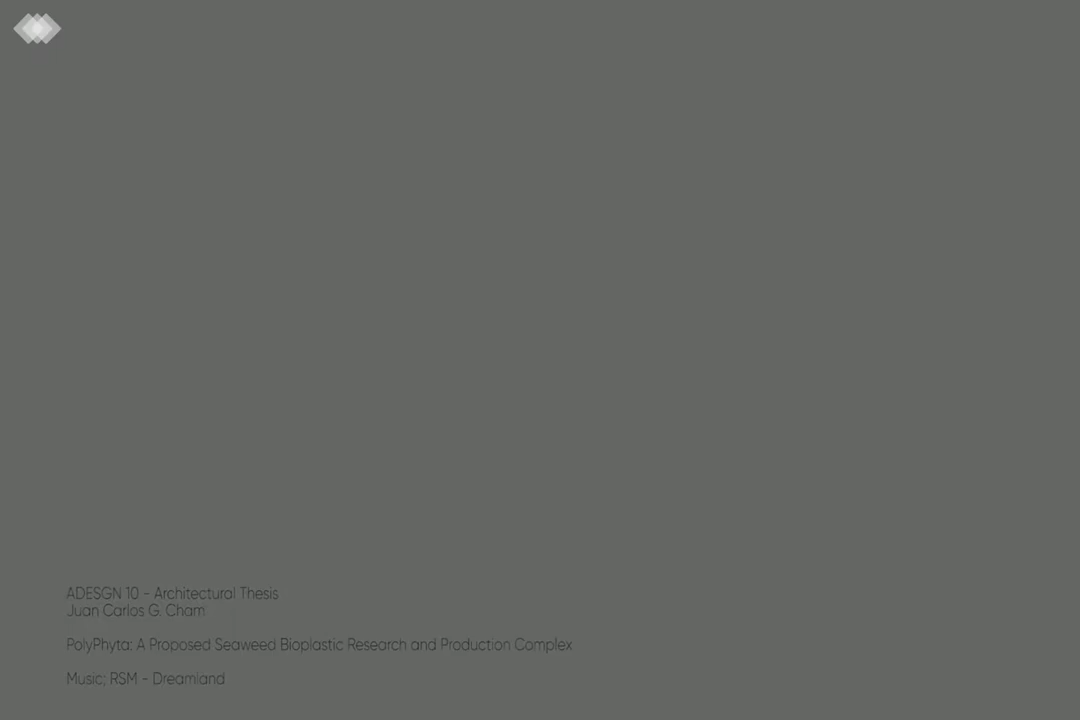 ADESGN 10 - Architectural Thesis
Juan Carlos G. Cham
PolyPhyta: A Proposed Seaweed Bioplastic Research and Production Complex
Music; RSM - Dreamland